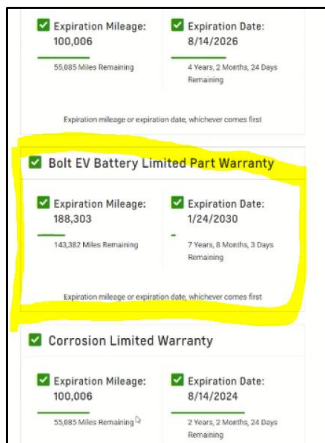 Expiration Mileage:
100,006
55,085 Miles Remaining
Expiration Date:
8/14/2026
4 Years, 2 Months, 24 Days
Remaining
Expiration mileage or expiration date, whichever comes first
Bolt EV Battery Limited Part Warranty
Expiration Mileage:
188,303
143,382 Miles Remaining
Expiration Date:
1/24/2030
7 Years, 8 Months, 3 Days
Remaining
Expiration mileage or expiration date, whichever comes first
Corrosion Limited Warranty
Expiration Mileage:
100,006
55,085 Miles Remaining
Expiration Date:
8/14/2024
2 Years, 2 Months, 24 Days
Remaining